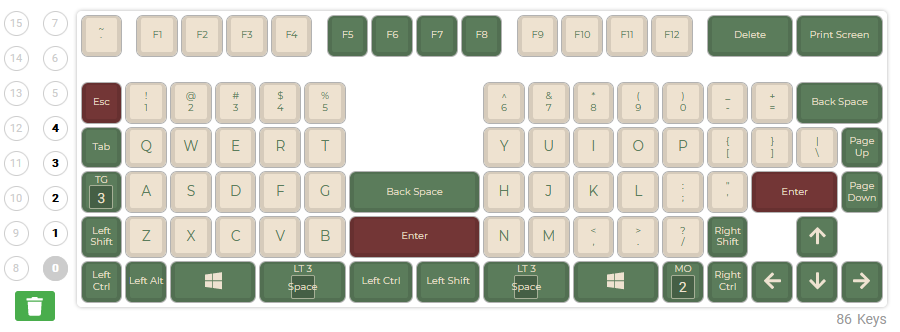 15 7 ~ ` F1 F2 F3 F4 F5 F6 F7 F8 F9 F10 F11 F12 Delete Print Screen
14 6
13 5 Esc ! 1 @ 2 # 3 $ 4 % 5 ^ 6 & 7 * 8 ( 9 ) 0 _ - + = Back Space
12 4 Tab Q W E R T Y U I O P { [ } ] | \ Page Up
11 3
10 2 TG 3 A S D F G Back Space H J K L : ; " ' Enter Page Down
9 1 Left Shift Z X C V B Enter N M < , > . ? / Right Shift
8 0 Left Ctrl Left Alt LT 3 Space Left Ctrl Left Shift LT 3 Space MO 2 Right Ctrl
86 Keys